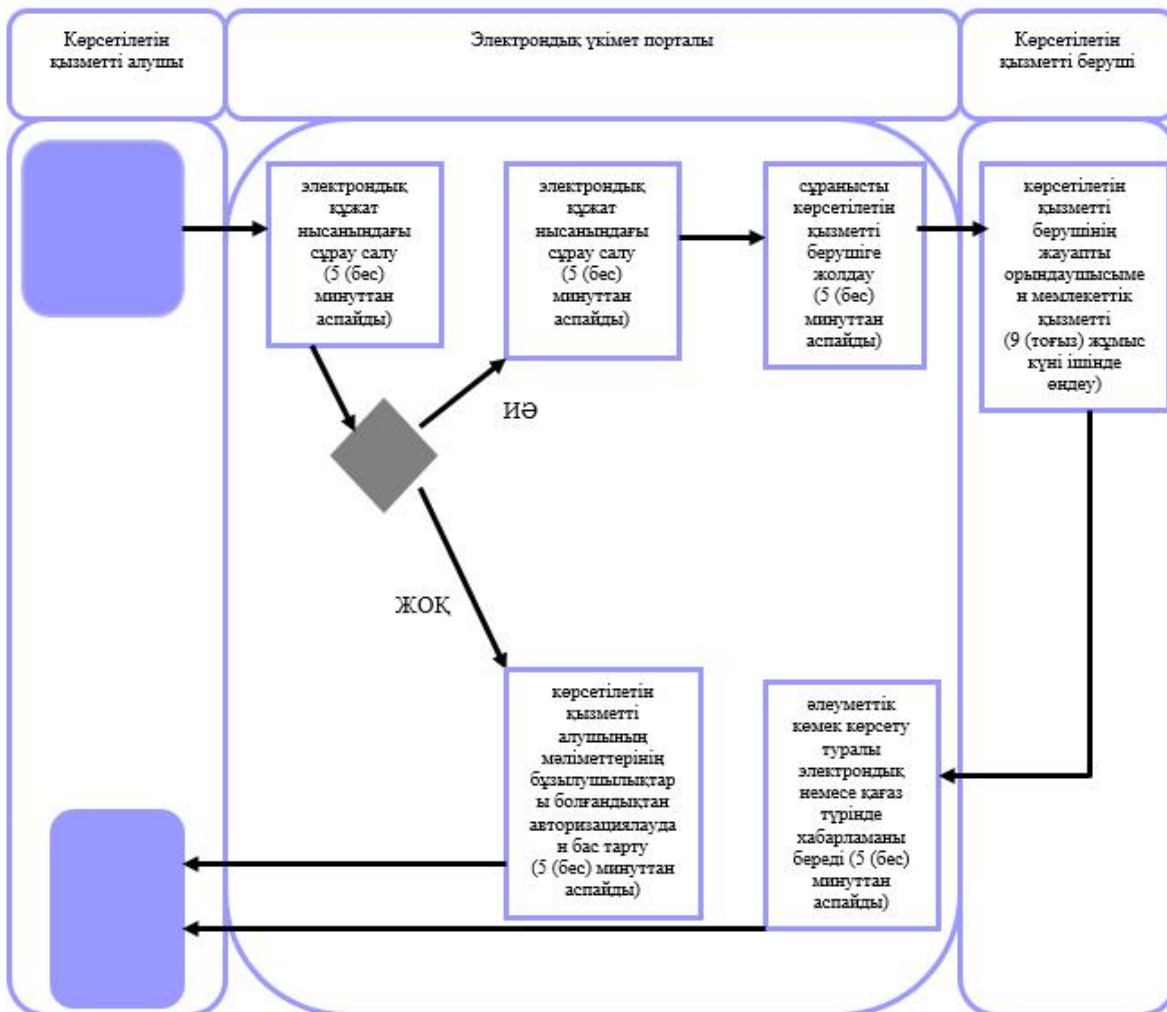 Көрсетілетін
қызметті алушы
Электрондық үкімет порталы
Көрсетілетін
қызметті беруші
электрондық
құжат
нысанындағы
сұрау салу
(5 (бес)
минуттан
аспайды)
электрондық
құжат
нысанындағы
сұрау салу
(5 (бес)
минуттан
аспайды)
сұранысты
көрсетілетін
қызметті
берушіге
жолдау
(5 (бес)
минуттан
аспайды)
көрсетілетін
қызметті
берушінің
жауапты
орындаушысыме
н мемлекеттік
қызметті
(9 (тоғыз) жұмыс
күні ішінде
өңдеу)
ИӘ
ЖОҚ
көрсетілетін
қызметті
алушының
мәліметтерінің
бұзылушылықтар
ы болғандықтан
авторизациялауда
н бас тарту
(5 (бес) минуттан
аспайды)
әлеуметтік
көмек көрсету
туралы
электрондық
немесе қағаз
түрінде
хабарламаны
береді (5 (бес)
минуттан
аспайды)